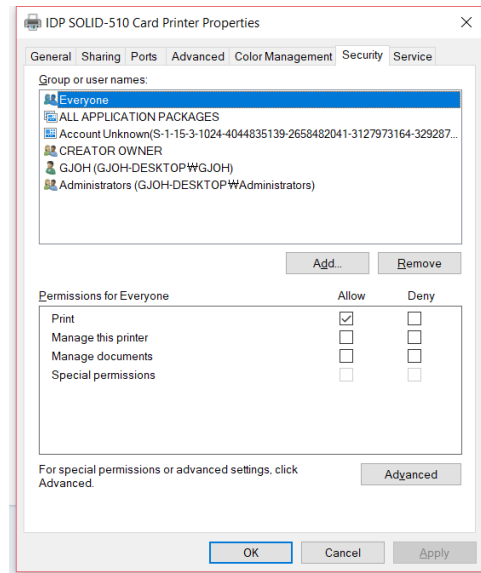 IDP SOLID-510 Card Printer Properties
General Sharing Ports Advanced Color Management Security Service
Group or user names:
Everyone
ALL APPLICATION PACKAGES
Account Unknown(S-1-15-3-1024-4044835139-2658482041-3127973164-329287...
CREATOR OWNER
GJOH (GJOH-DESKTOP₩GJOH)
Administrators (GJOH-DESKTOP₩Administrators)
Add... Remove
Permissions for Everyone Allow Deny
Print
Manage this printer
Manage documents
Special permissions
For special permissions or advanced settings, click
Advanced.
Advanced
OK Cancel Apply